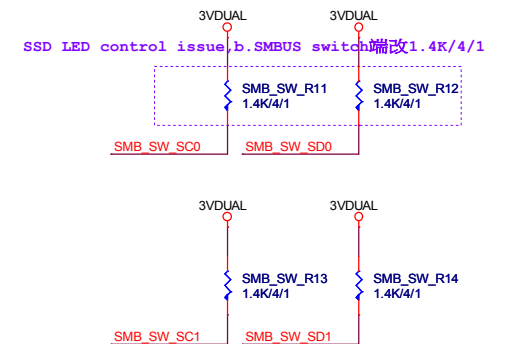 3VDUAL 3VDUAL
SSD LED control issue,b.SMBUS switch端改1.4K/4/1
SMB_SW_R11 SMB_SW_R12
1.4K/4/1 1.4K/4/1
SMB_SW_SC0 SMB_SW_SD0
3VDUAL 3VDUAL
SMB_SW_R13 SMB_SW_R14
1.4K/4/1 1.4K/4/1
SMB_SW_SC1 SMB_SW_SD1